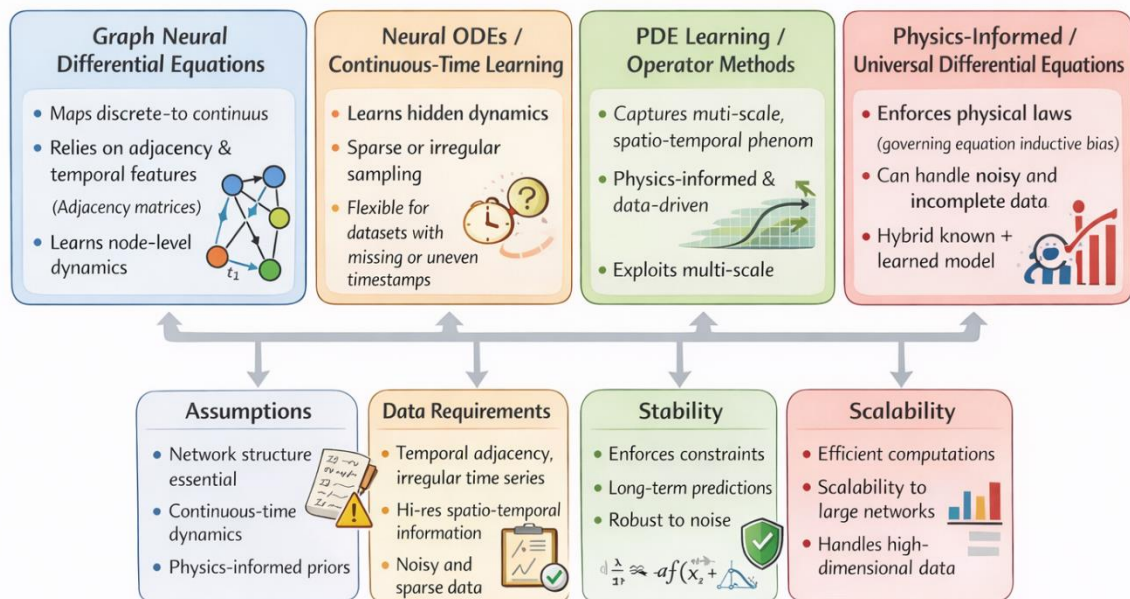 Graph Neural
Differential Equations
• Maps discrete-to continuus
• Relies on adjacency &
temporal features
(Adjacency matrices)
• Learns node-level
dynamics
t1
Neural ODEs /
Continuous-Time Learning
• Learns hidden dynamics
• Sparse or irregular
sampling
• Flexible for
datasets with
missing or uneven
timestamps
?
PDE Learning /
Operator Methods
• Captures muti-scale,
spatio-temporal phenom
• Physics-informed &
data-driven
• Exploits multi-scale
Physics-Informed /
Universal Differential Equations
• Enforces physical laws
(governing equation inductive bias)
• Can handle noisy and
incomplete data
• Hybrid known +
learned model
Assumptions
• Network structure
essential
• Continuous-time
dynamics
• Physics-informed priors
!
Data Requirements
• Temporal adjacency,
irregular time series
• Hi-res spatio-temporal
information
• Noisy and
sparse data
Stability
• Enforces constraints
• Long-term predictions
• Robust to noise
Scalability
• Efficient computations
• Scalability to
large networks
• Handles high-
dimensional data